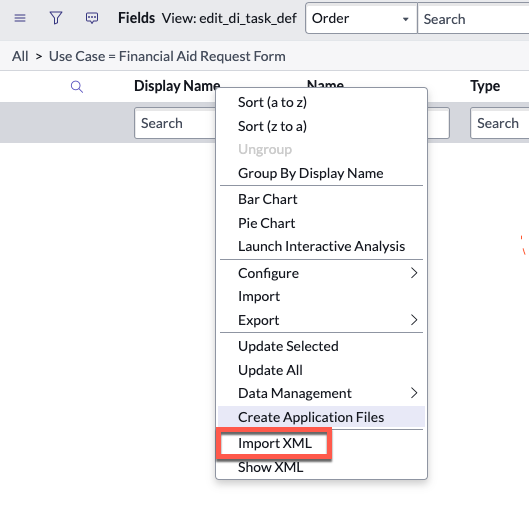 Fields View: edit_di_task_def Order Search
All > Use Case = Financial Aid Request Form
Display Name Name Type
Search Search
Sort (a to z)
Sort (z to a)
Ungroup
Group By Display Name
Bar Chart
Pie Chart
Launch Interactive Analysis
Configure
Import
Export
Update Selected
Update All
Data Management
Create Application Files
Import XML
Show XML